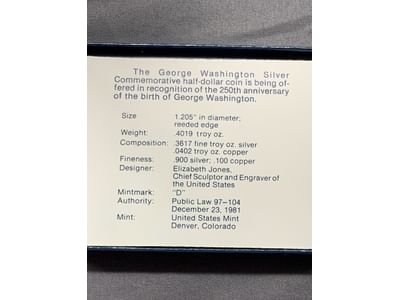 The George Washington Silver
Commemorative half-dollar coin is being of-
fered in recognition of the 250th anniversary
of the birth of George Washington.
Size 1.205" in diameter;
reeded edge
Weight: .4019 troy oz.
Composition: .3617 fine troy oz. silver
.0402 troy oz. copper
Fineness: .900 silver; .100 copper
Designer: Elizabeth Jones,
Chief Sculptor and Engraver of
the United States
Mintmark: "D"
Authority: Public Law 97-104
December 23, 1981
Mint: United States Mint
Denver, Colorado